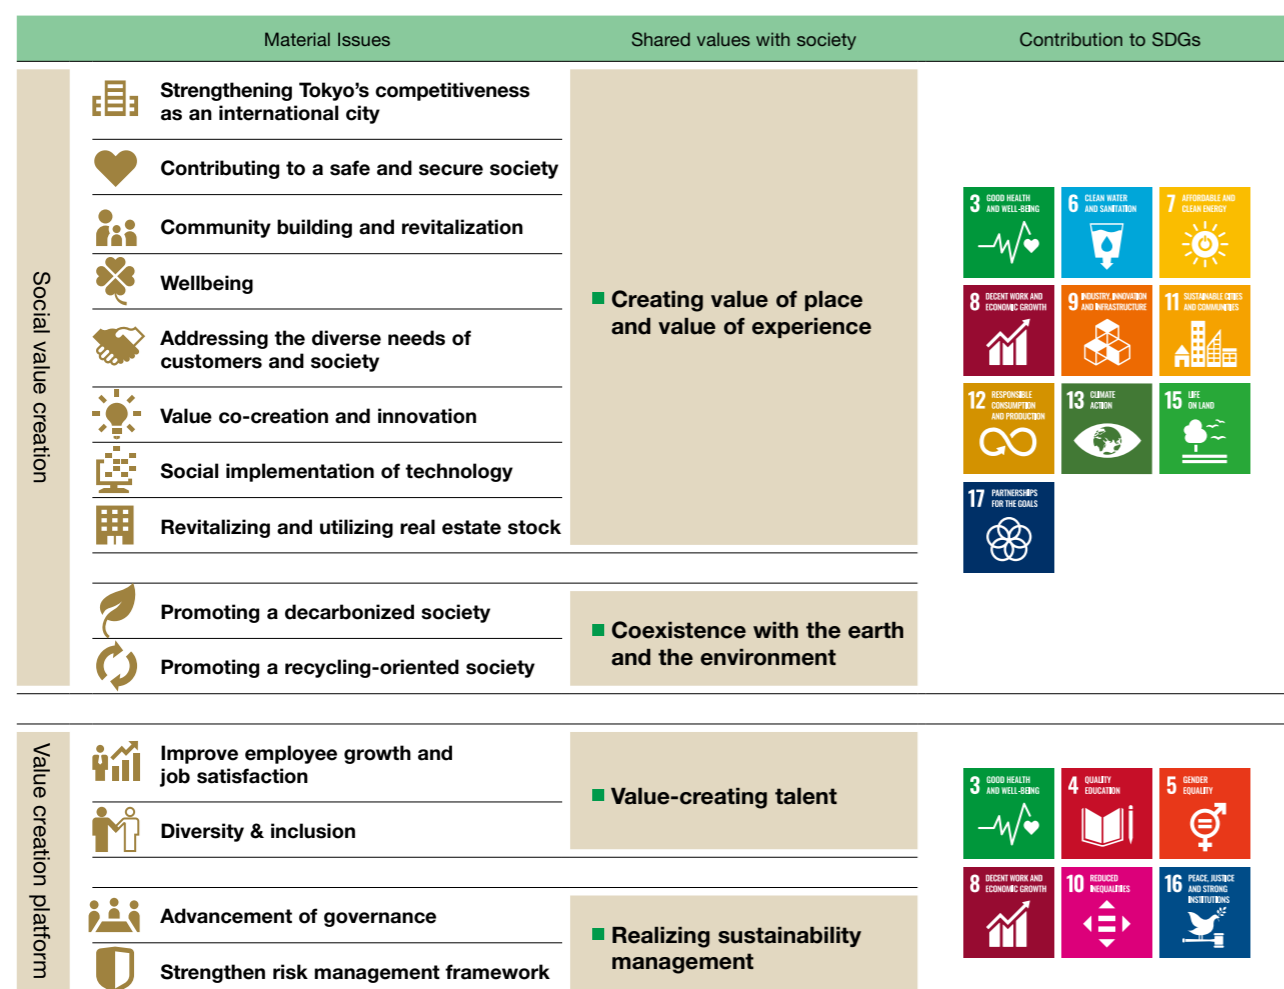 Material Issues
Shared values with society
Contribution to SDGs
Social value creation
Strengthening Tokyo’s competitiveness
as an international city
Contributing to a safe and secure society
Community building and revitalization
Wellbeing
Addressing the diverse needs of
customers and society
Value co-creation and innovation
Social implementation of technology
Revitalizing and utilizing real estate stock
■ Creating value of place
and value of experience
Promoting a decarbonized society
Promoting a recycling-oriented society
■ Coexistence with the earth
and the environment
3 GOOD HEALTH
AND WELL-BEING
6 CLEAN WATER
AND SANITATION
7 AFFORDABLE AND
CLEAN ENERGY
8 DECENT WORK AND
ECONOMIC GROWTH
9 INDUSTRY, INNOVATION
AND INFRASTRUCTURE
11 SUSTAINABLE CITIES
AND COMMUNITIES
12 RESPONSIBLE
CONSUMPTION
AND PRODUCTION
13 CLIMATE
ACTION
15 LIFE
ON LAND
17 PARTNERSHIPS
FOR THE GOALS
Value creation platform
Improve employee growth and
job satisfaction
Diversity & inclusion
■ Value-creating talent
Advancement of governance
Strengthen risk management framework
■ Realizing sustainability
management
3 GOOD HEALTH
AND WELL-BEING
4 QUALITY
EDUCATION
5 GENDER
EQUALITY
8 DECENT WORK AND
ECONOMIC GROWTH
10 REDUCED
INEQUALITIES
16 PEACE, JUSTICE
AND STRONG
INSTITUTIONS